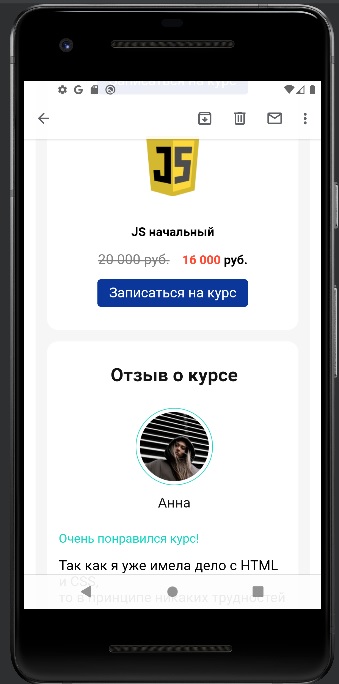 Записаться на курс
JS
JS начальный
20 000 руб. 16 000 руб.
Записаться на курс
Отзыв о курсе
Анна
Очень понравился курс!
Так как я уже имела дело с HTML
и CSS,
то в принципе никаких трудностей